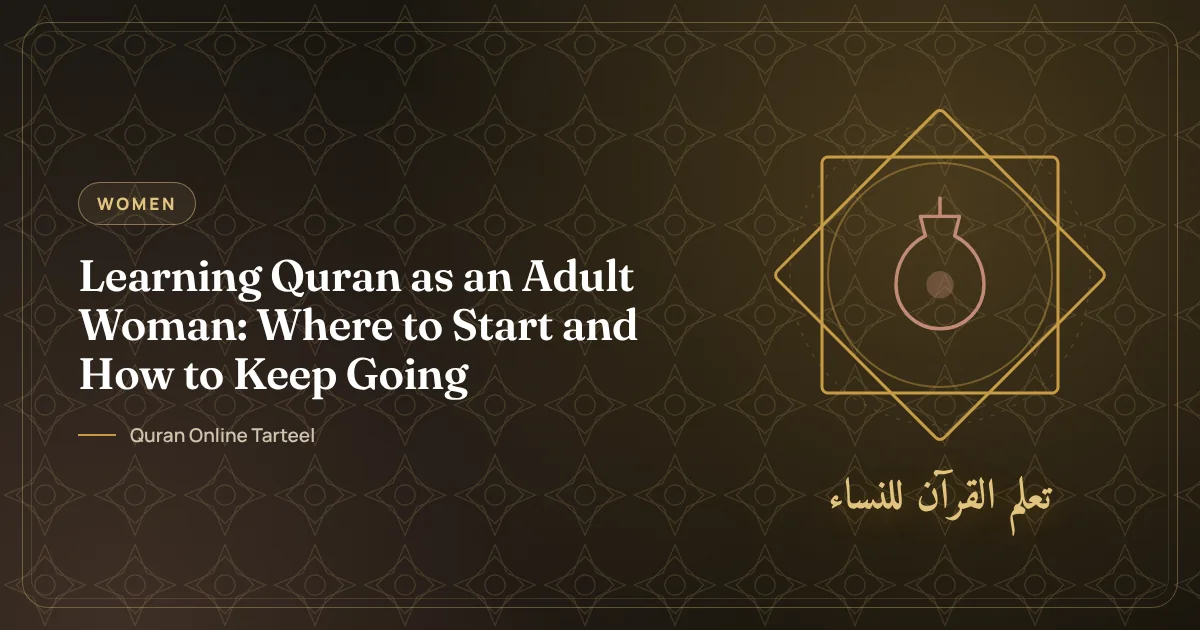 WOMEN
Learning Quran as an Adult
Woman: Where to Start and
How to Keep Going
Quran Online Tarteel
تعلم القرآن للنساء